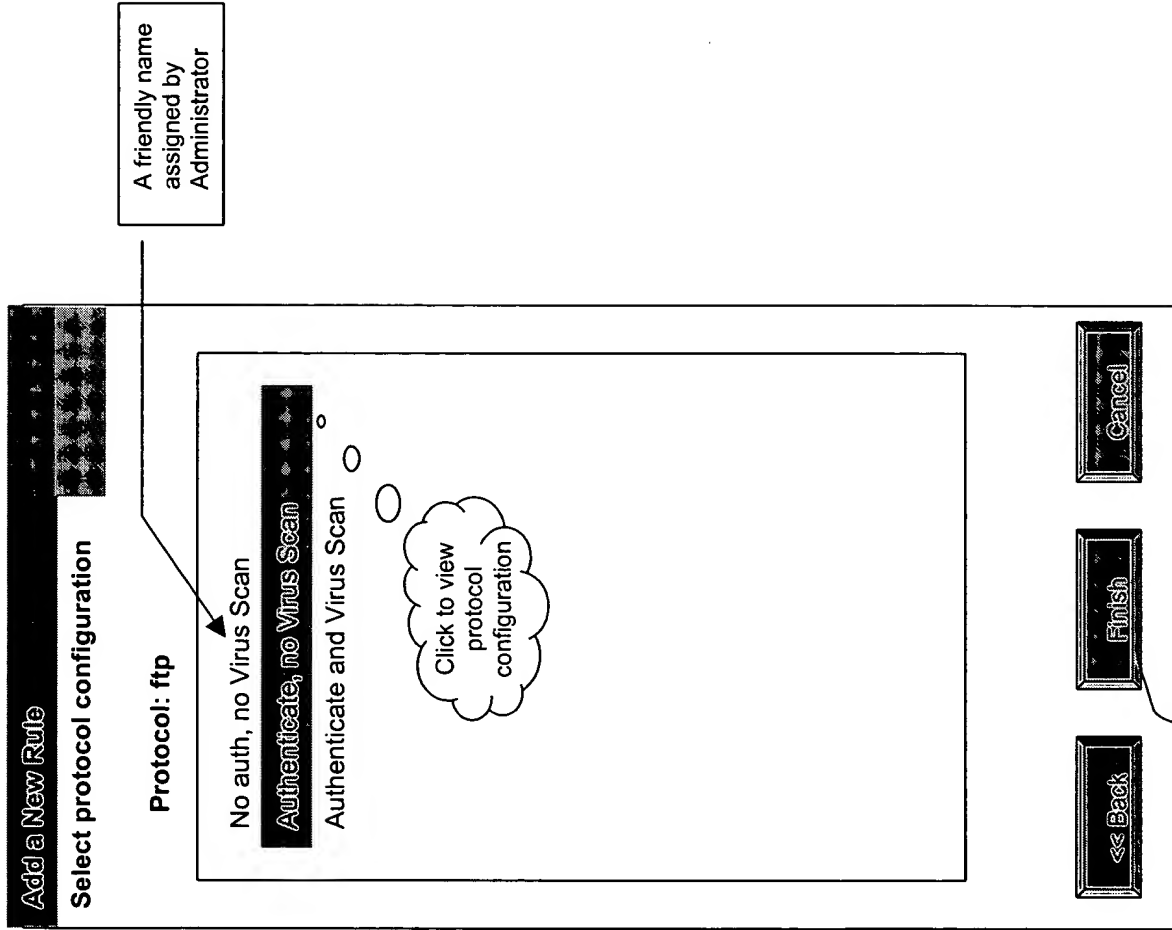 Add a New Rule
Select protocol configuration
Protocol: ftp
No auth, no Virus Scan
Authenticate, no Virus Scan
Authenticate and Virus Scan
Click to view
protocol
configuration
<< Back
Finish
Cancel
A friendly name
assigned by
Administrator